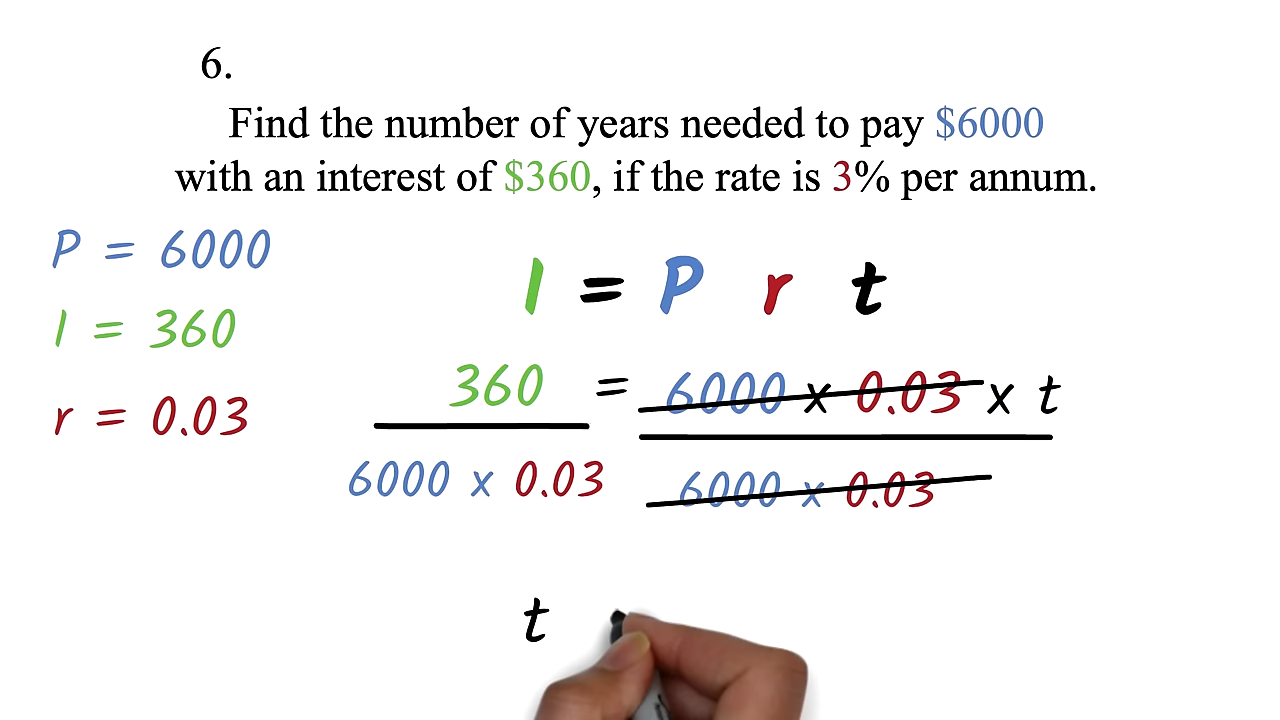 6.
Find the number of years needed to pay $6000
with an interest of $360, if the rate is 3% per annum.
P = 6000
I = 360
r = 0.03
I = P r t
360 = 6000 x 0.03 x t
6000 x 0.03 6000 x 0.03
t